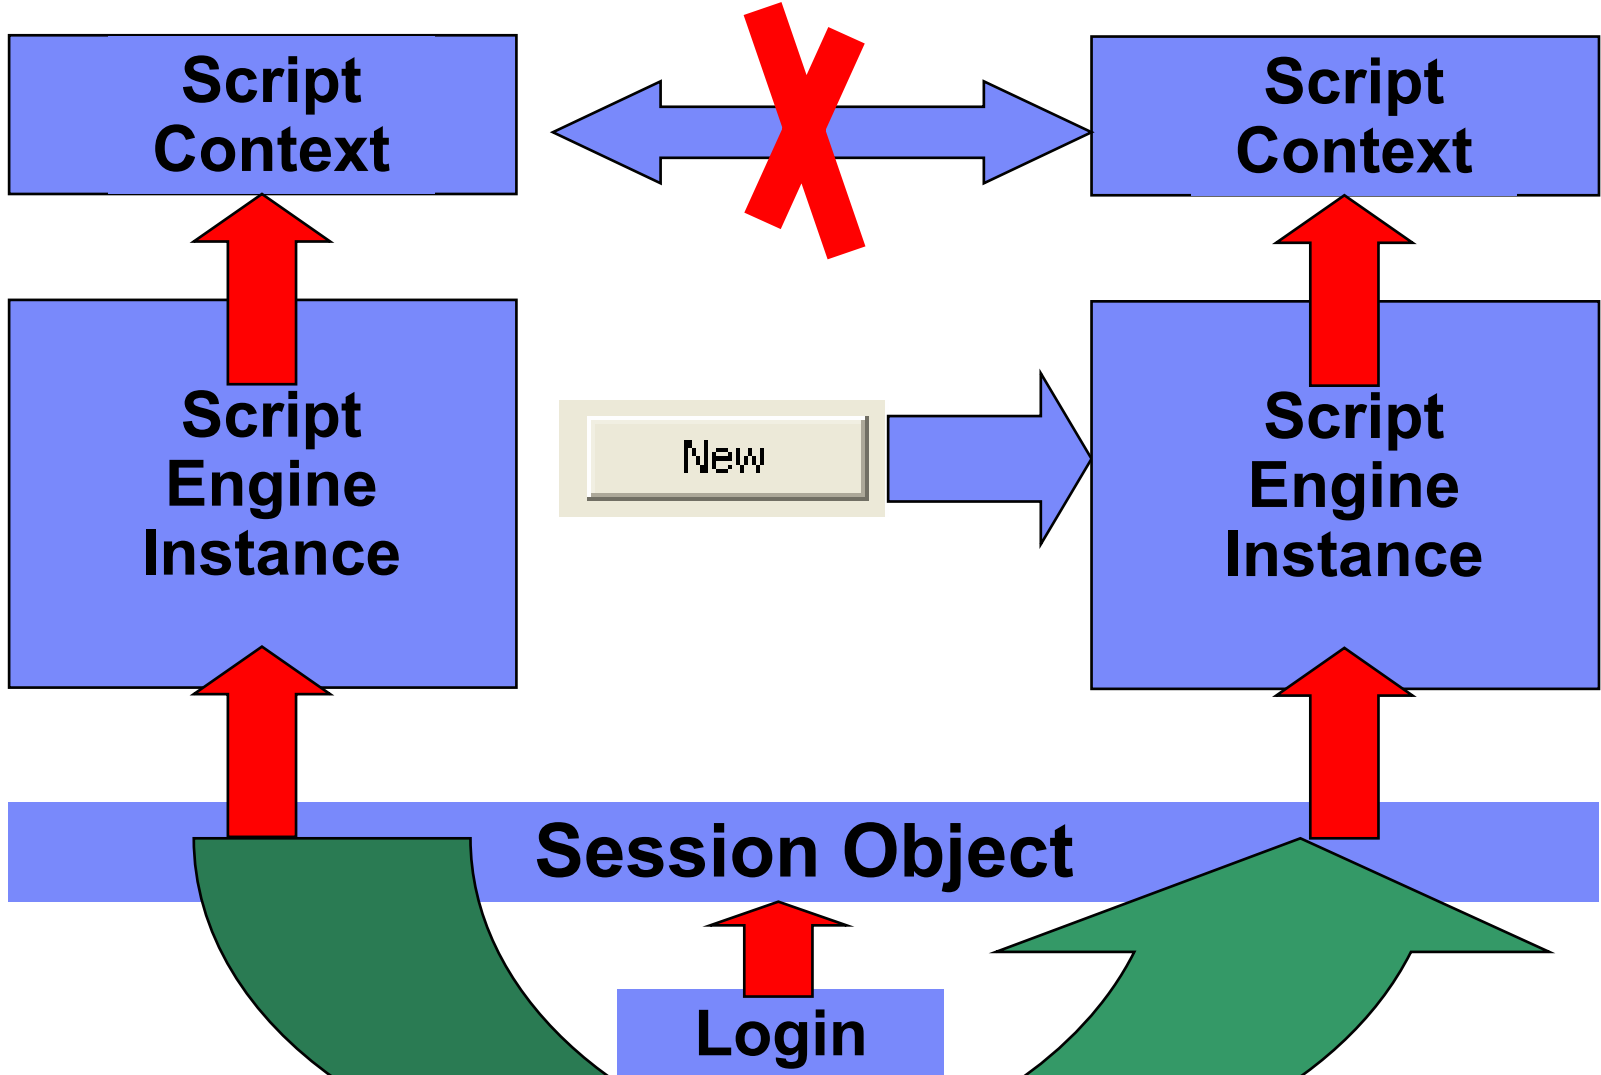 Script
Context
Script
Context
Script
Engine
Instance
New
Script
Engine
Instance
Session Object
Login